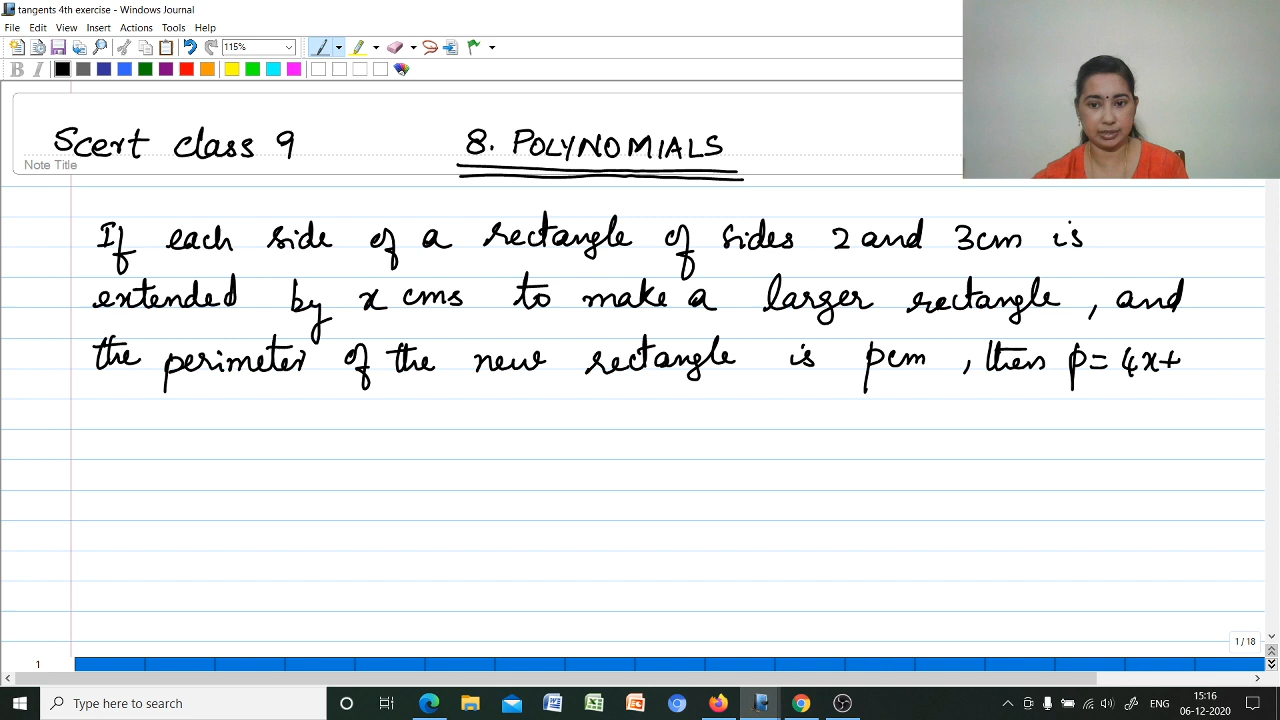 tangents 4th exercise - Windows Journal
File Edit View Insert Actions Tools Help
115%
B I
Scert class 9 8. POLYNOMIALS
Note Title
If each side of a rectangle of sides 2 and 3cm is
extended by x cms to make a larger rectangle, and
the perimeter of the new rectangle is pcm, then p= 4x+
1 / 18
1
Type here to search
ENG
15:16
06-12-2020